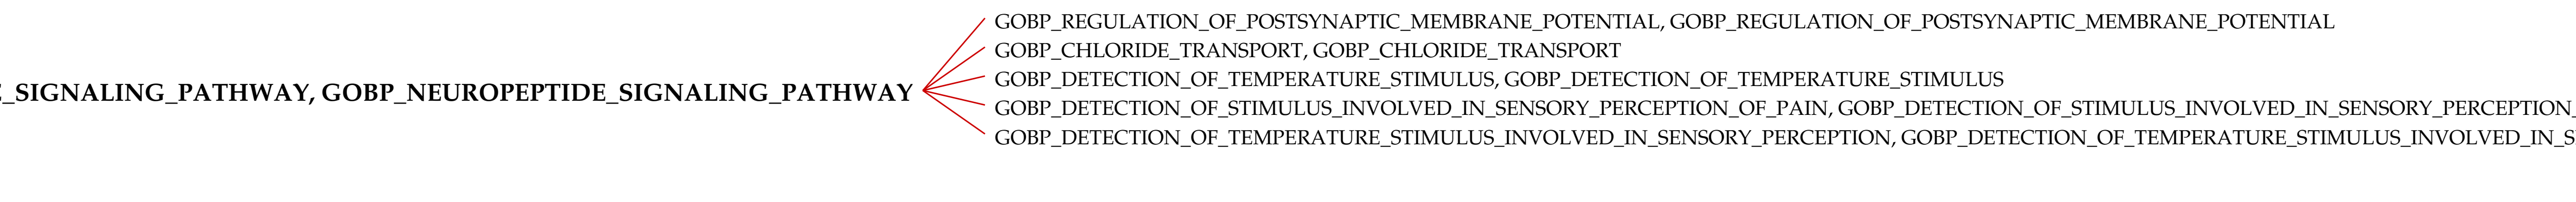 GOBP_REGULATION_OF_POSTSYNAPTIC_MEMBRANE_POTENTIAL, GOBP_REGULATION_OF_POSTSYNAPTIC_MEMBRANE_POTENTIAL
GOBP_CHLORIDE_TRANSPORT, GOBP_CHLORIDE_TRANSPORT
GOBP_DETECTION_OF_TEMPERATURE_STIMULUS, GOBP_DETECTION_OF_TEMPERATURE_STIMULUS
_SIGNALING_PATHWAY, GOBP_NEUROPEPTIDE_SIGNALING_PATHWAY
GOBP_DETECTION_OF_STIMULUS_INVOLVED_IN_SENSORY_PERCEPTION_OF_PAIN, GOBP_DETECTION_OF_STIMULUS_INVOLVED_IN_SENSORY_PERCEPTION_
GOBP_DETECTION_OF_TEMPERATURE_STIMULUS_INVOLVED_IN_SENSORY_PERCEPTION, GOBP_DETECTION_OF_TEMPERATURE_STIMULUS_INVOLVED_IN_S